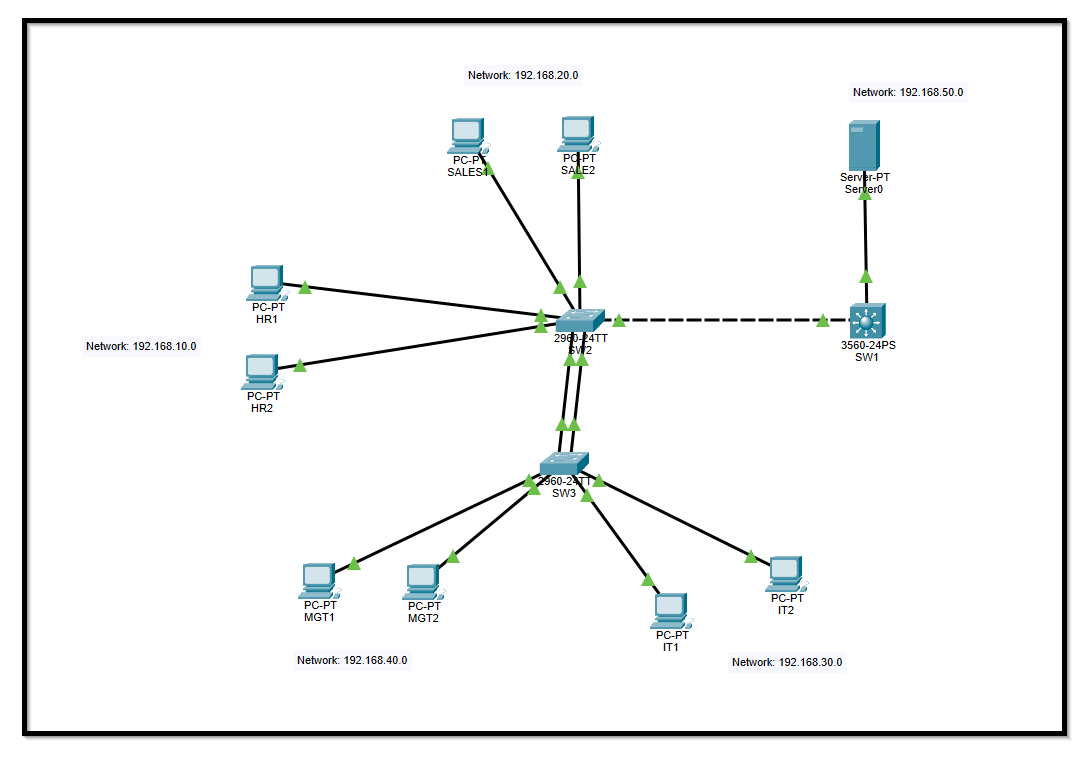 Network: 192.168.20.0
Network: 192.168.50.0
PC-PT
SALES1
PC-PT
SALE2
Server-PT
Server0
PC-PT
HR1
2960-24TT
SW2
3560-24PS
SW1
Network: 192.168.10.0
PC-PT
HR2
2960-24TT
SW3
PC-PT
MGT1
PC-PT
MGT2
PC-PT
IT2
PC-PT
IT1
Network: 192.168.40.0
Network: 192.168.30.0